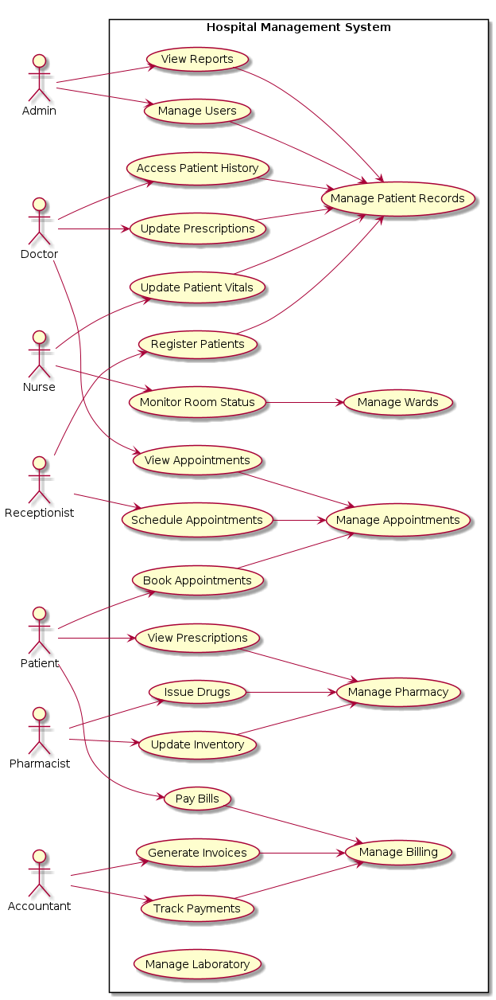 Hospital Management System
View Reports
Admin
Manage Users
Access Patient History
Manage Patient Records
Update Prescriptions
Doctor
Update Patient Vitals
Register Patients
Nurse
Monitor Room Status
Manage Wards
View Appointments
Receptionist
Schedule Appointments
Manage Appointments
Book Appointments
View Prescriptions
Patient
Issue Drugs
Manage Pharmacy
Update Inventory
Pharmacist
Pay Bills
Generate Invoices
Manage Billing
Accountant
Track Payments
Manage Laboratory